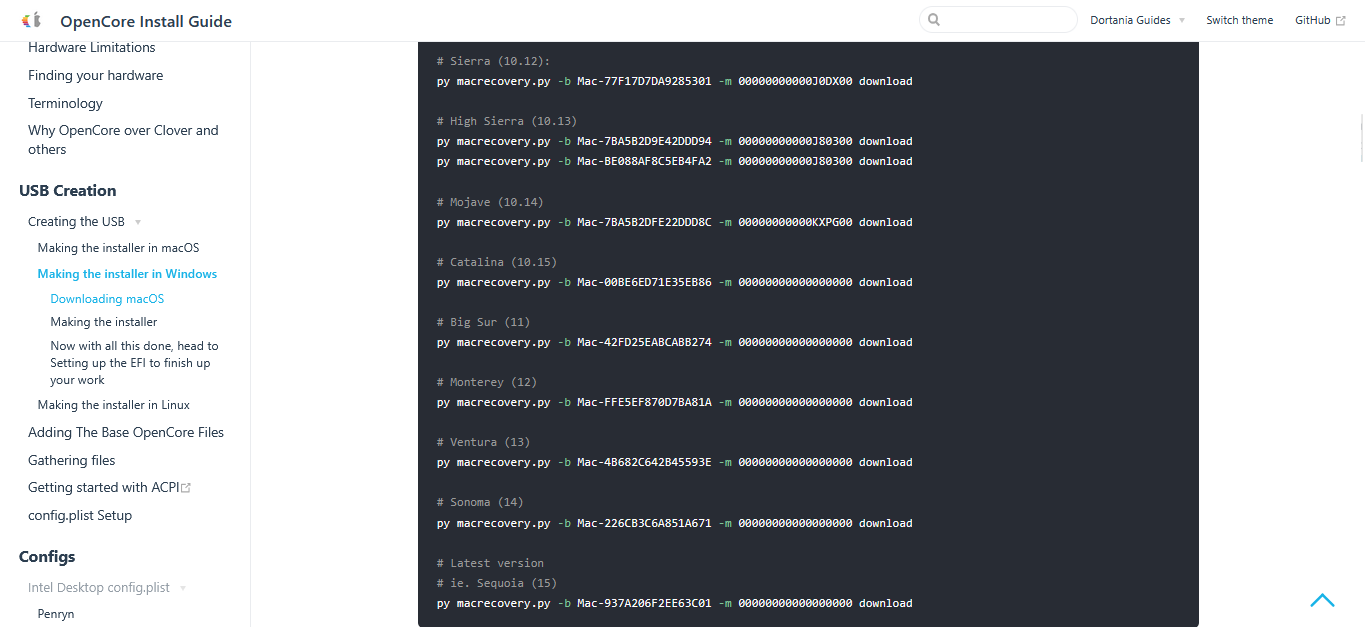 OpenCore Install Guide
Dortania Guides
Switch theme
GitHub
Hardware Limitations
Finding your hardware
Terminology
Why OpenCore over Clover and
others
USB Creation
Creating the USB
Making the installer in macOS
Making the installer in Windows
Downloading macOS
Making the installer
Now with all this done, head to
Setting up the EFI to finish up
your work
Making the installer in Linux
Adding The Base OpenCore Files
Gathering files
Getting started with ACPI
config.plist Setup
Configs
Intel Desktop config.plist
Penryn
# Sierra (10.12):
py macrecovery.py -b Mac-77F17D7DA9285301 -m 00000000000J0DX00 download
# High Sierra (10.13)
py macrecovery.py -b Mac-7BA5B2D9E42DDD94 -m 00000000000J80300 download
py macrecovery.py -b Mac-BE088AF8C5EB4FA2 -m 00000000000J80300 download
# Mojave (10.14)
py macrecovery.py -b Mac-7BA5B2DFE22DDD8C -m 00000000000KXPG00 download
# Catalina (10.15)
py macrecovery.py -b Mac-00BE6ED71E35EB86 -m 00000000000000000 download
# Big Sur (11)
py macrecovery.py -b Mac-42FD25EABCABB274 -m 00000000000000000 download
# Monterey (12)
py macrecovery.py -b Mac-FFE5EF870D7BA81A -m 00000000000000000 download
# Ventura (13)
py macrecovery.py -b Mac-4B682C642B45593E -m 00000000000000000 download
# Sonoma (14)
py macrecovery.py -b Mac-226CB3C6A851A671 -m 00000000000000000 download
# Latest version
# ie. Sequoia (15)
py macrecovery.py -b Mac-937A206F2EE63C01 -m 00000000000000000 download